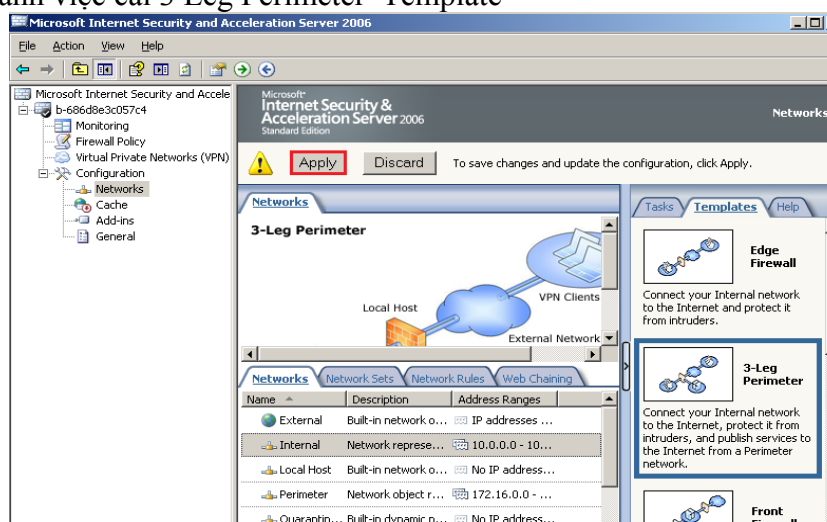 việc cài 3 Leg Perimeter Template
Microsoft Internet Security and Acceleration Server 2006
File Action View Help
Microsoft Internet Security and Accele
b-686d8e3c057c4
Monitoring
Firewall Policy
Virtual Private Networks (VPN)
Configuration
Networks
Cache
Add-ins
General
Microsoft®
Internet Security &
Acceleration Server 2006
Standard Edition
Networks
Apply Discard To save changes and update the configuration, click Apply.
Networks
3-Leg Perimeter
VPN Clients
Local Host
External Network
Networks Network Sets Network Rules Web Chaining
Name Description Address Ranges
External Built-in network o... IP addresses ...
Internal Network represe... 10.0.0.0 - 10...
Local Host Built-in network o... No IP address...
Perimeter Network object r... 172.16.0.0 - ...
Quarantin... Built-in dynamic n... No IP address...
Tasks Templates Help
Edge
Firewall
Connect your Internal network
to the Internet and protect it
from intruders.
3-Leg
Perimeter
Connect your Internal network
to the Internet, protect it from
intruders, and publish services to
the Internet from a Perimeter
network.
Front